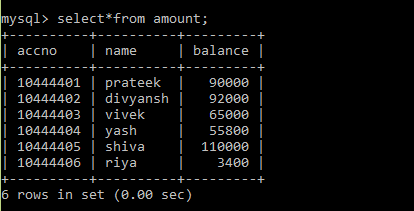 mysql> select*from amount;
+----------+----------+---------+
| accno    | name     | balance |
+----------+----------+---------+
| 10444401 | prateek  |   90000 |
| 10444402 | divyansh |   92000 |
| 10444403 | vivek    |   65000 |
| 10444404 | yash     |   55800 |
| 10444405 | shiva    |  110000 |
| 10444406 | riya     |    3400 |
+----------+----------+---------+
6 rows in set (0.00 sec)